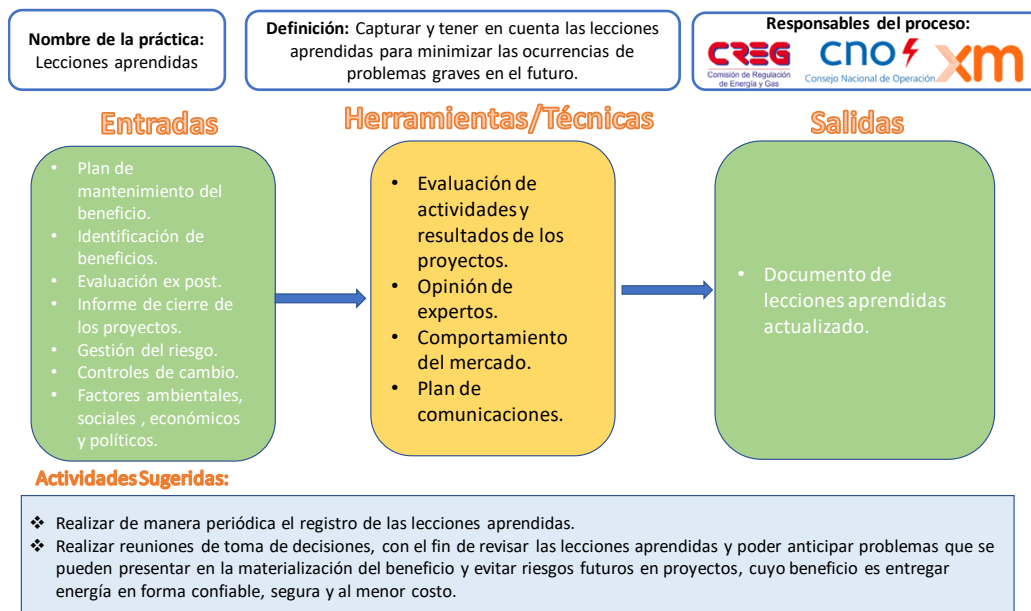 Nombre de la práctica:
Lecciones aprendidas
Definición: Capturar y tener en cuenta las lecciones
aprendidas para minimizar las ocurrencias de
problemas graves en el futuro.
Responsables del proceso:
CREG
Comisión de Regulación
de Energía y Gas
cno
Consejo Nacional de Operación
xm
Entradas
• Plan de
mantenimiento del
beneficio.
• Identificación de
beneficios.
• Evaluación ex post.
• Informe de cierre de
los proyectos.
• Gestión del riesgo.
• Controles de cambio.
• Factores ambientales,
sociales , económicos
y políticos.
Herramientas/Técnicas
• Evaluación de
actividades y
resultados de los
proyectos.
• Opinión de
expertos.
• Comportamiento
del mercado.
• Plan de
comunicaciones.
Salidas
• Documento de
lecciones aprendidas
actualizado.
Actividades Sugeridas:
❖ Realizar de manera periódica el registro de las lecciones aprendidas.
❖ Realizar reuniones de toma de decisiones, con el fin de revisar las lecciones aprendidas y poder anticipar problemas que se
pueden presentar en la materialización del beneficio y evitar riesgos futuros en proyectos, cuyo beneficio es entregar
energía en forma confiable, segura y al menor costo.